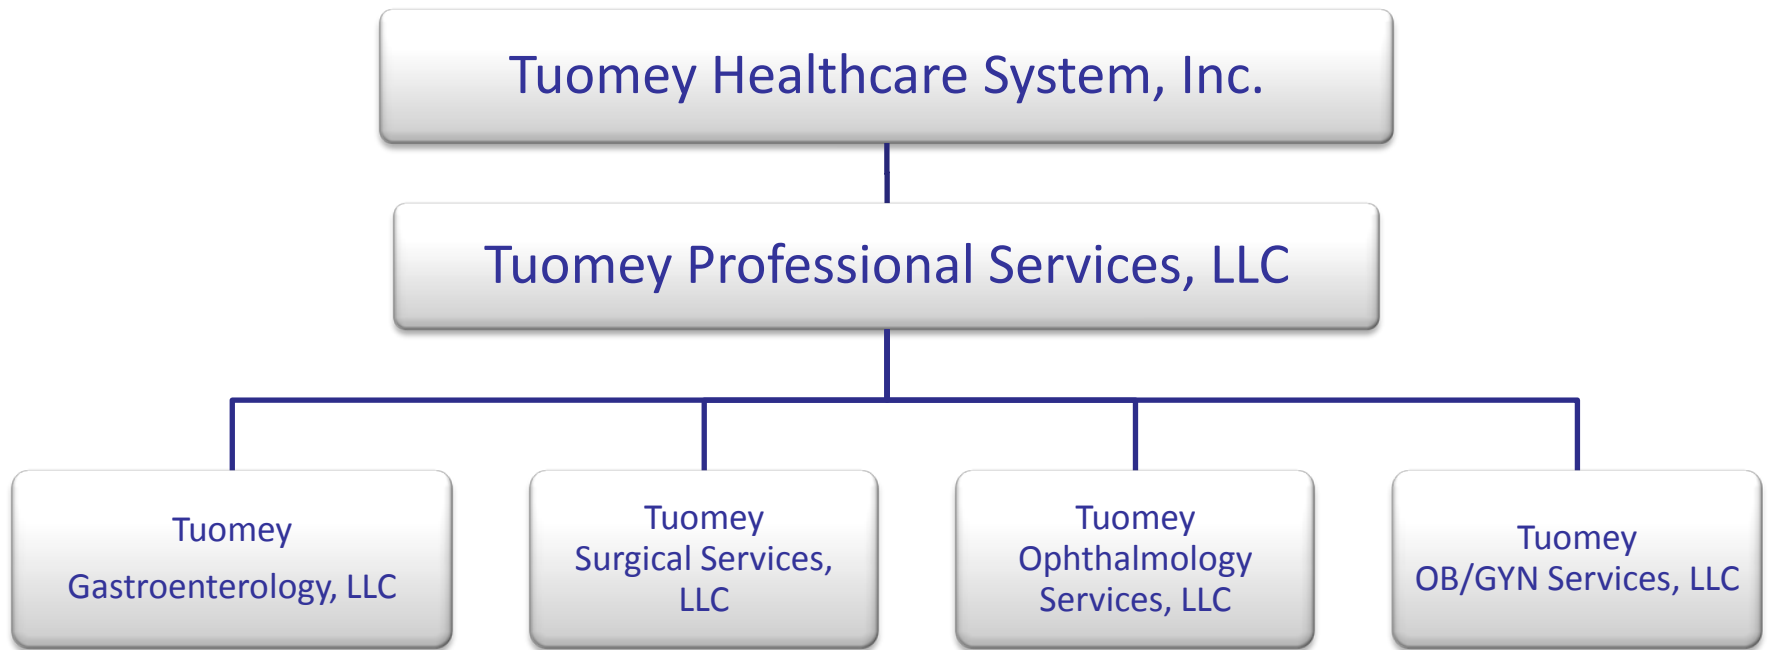 Tuomey Healthcare System, Inc.
Tuomey Professional Services, LLC
Tuomey
Gastroenterology, LLC
Tuomey
Surgical Services,
LLC
Tuomey
Ophthalmology
Services, LLC
Tuomey
OB/GYN Services, LLC